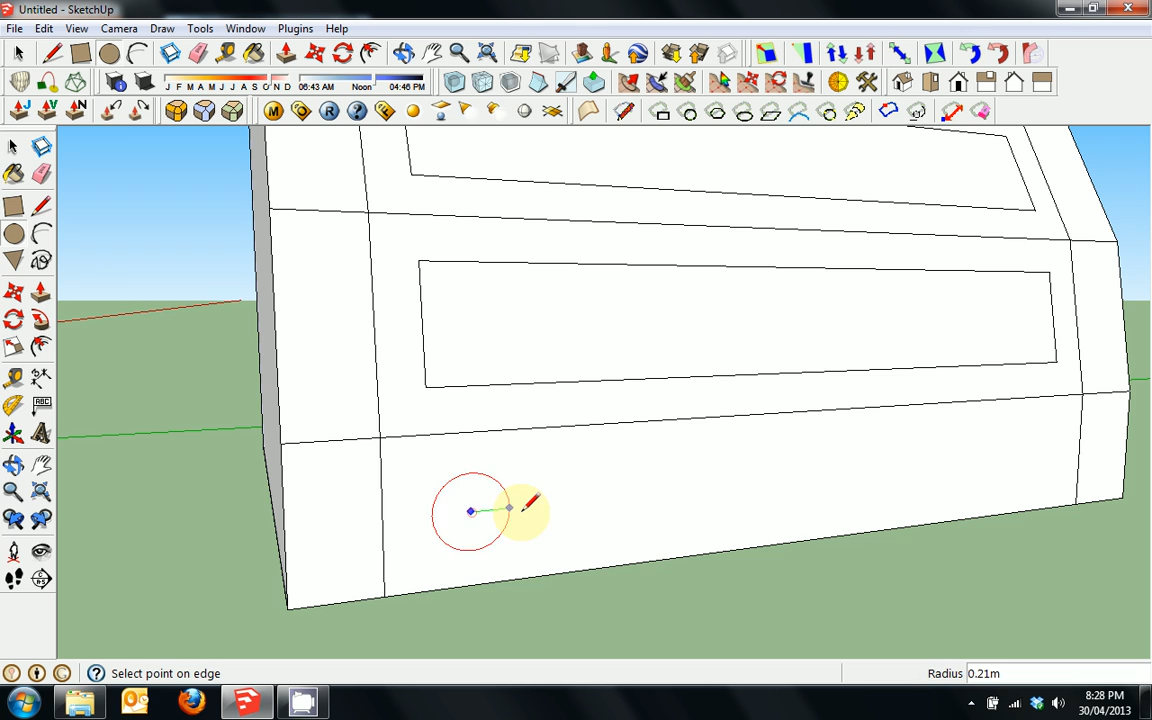 Untitled - SketchUp
File Edit View Camera Draw Tools Window Plugins Help
J F M A M J J A S O N D 06:43 AM Noon 04:46 PM
M O R ? F
J V N
ABC
A
? Select point on edge Radius 0.21m
8:28 PM
30/04/2013